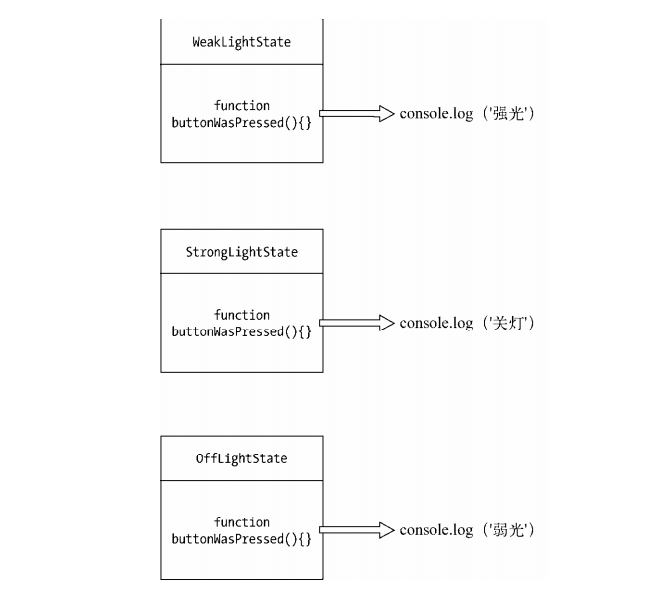 WeakLightState
function
buttonWasPressed(){}
console.log（'强光'）
StrongLightState
function
buttonWasPressed(){}
console.log（'关灯'）
OffLightState
function
buttonWasPressed(){}
console.log（'弱光'）